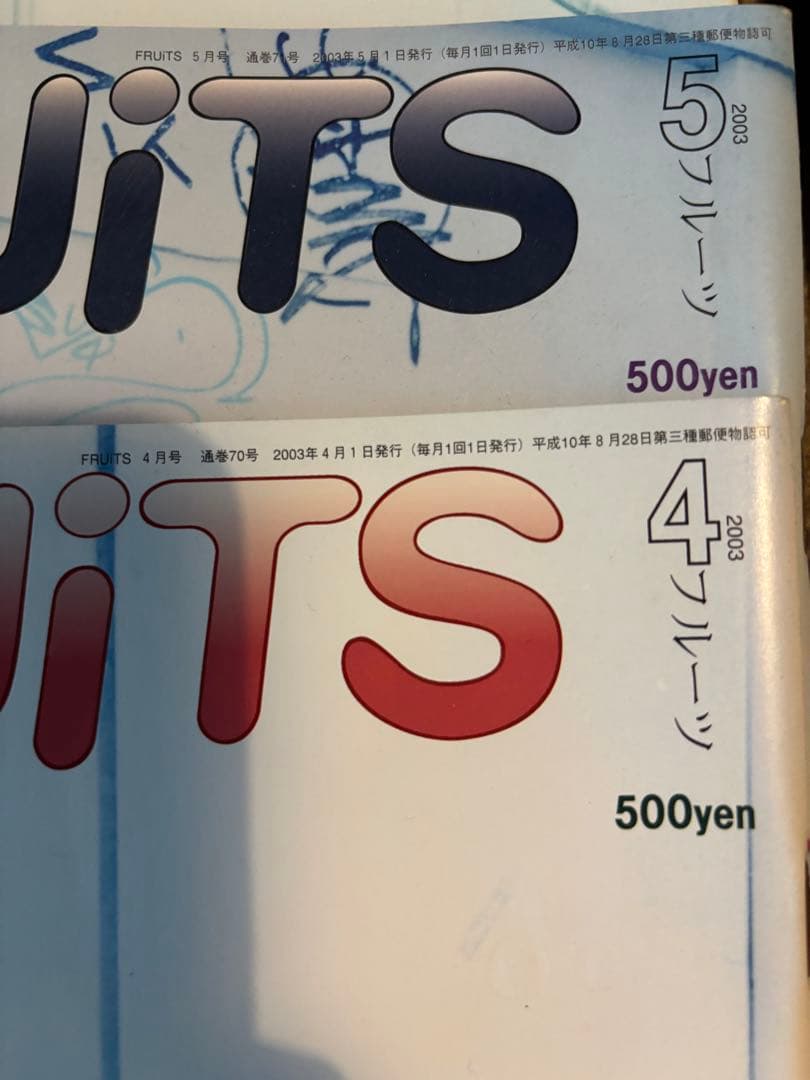 FRUiTS 5月号 通巻71号 2003年5月1日発行（毎月1回1日発行）平成10年8月28日第三種郵便物認可
UiTS
5
2003
フルーツ
500yen
FRUiTS 4月号 通巻70号 2003年4月1日発行（毎月1回1日発行）平成10年8月28日第三種郵便物認可
UiTS
4
2003
フルーツ
500yen